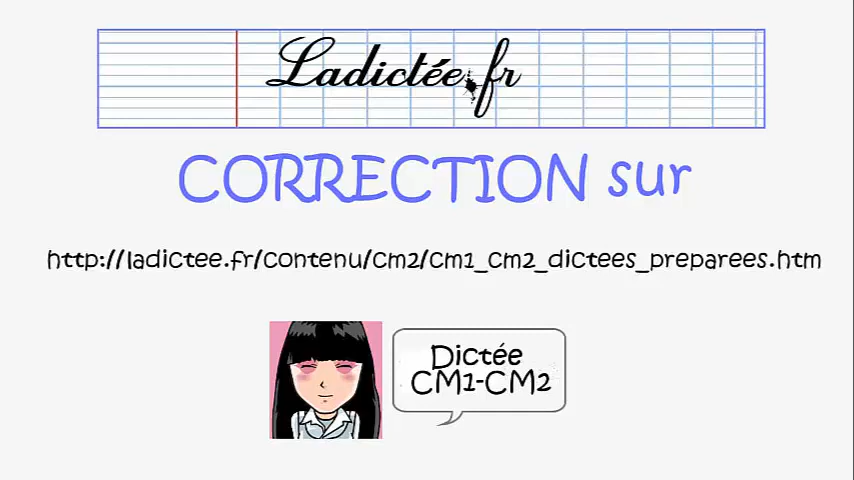 Ladictée.fr
CORRECTION sur
http://ladictee.fr/contenu/cm2/cm1_cm2_dictees_preparees.htm
Dictée
CM1-CM2